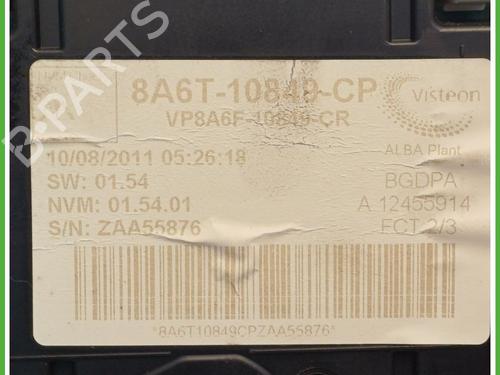 8A6T-10849-CP
VP8A6F-10849-CR
Visteon
10/08/2011 05:26:18
ALBA Plant
SW: 01.54
BGDPA
NVM: 01.54.01
A 12455914
S/N: ZAA55876
FCT 2/3
*8A6T10849CPZAA55876*
B-PARTS